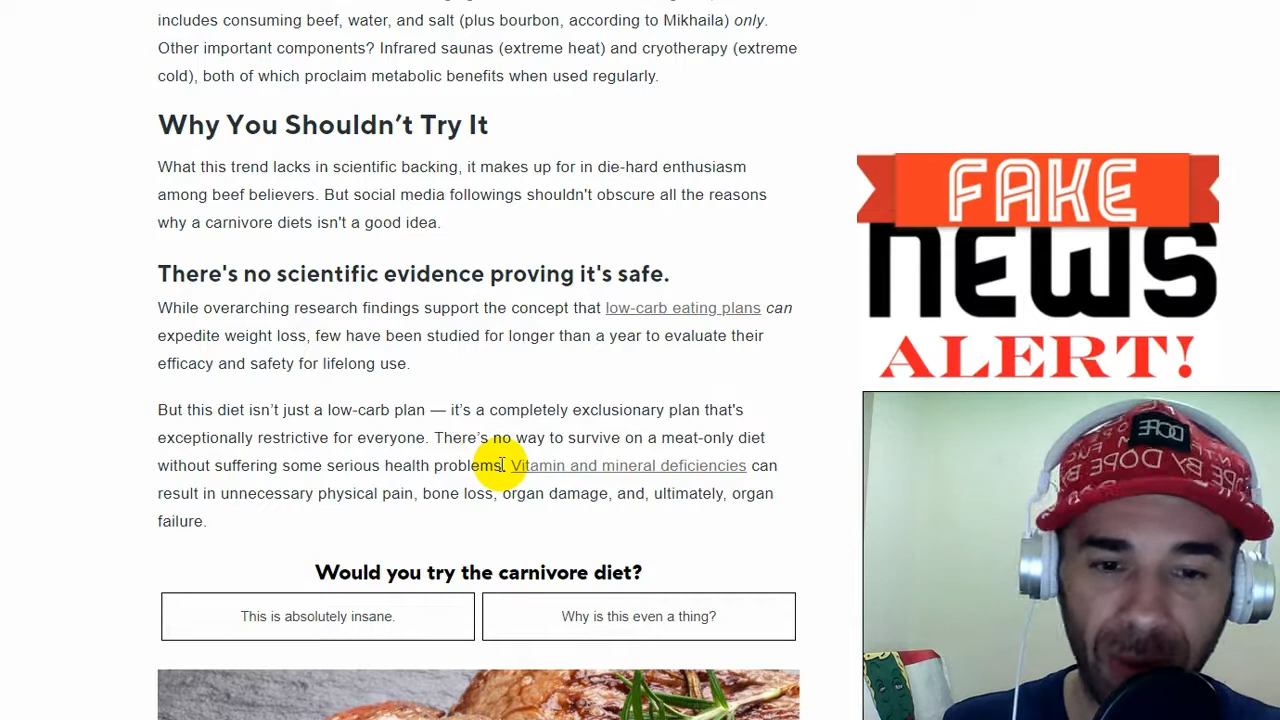 includes consuming beef, water, and salt (plus bourbon, according to Mikhaila) only.
Other important components? Infrared saunas (extreme heat) and cryotherapy (extreme
cold), both of which proclaim metabolic benefits when used regularly.
Why You Shouldn’t Try It
What this trend lacks in scientific backing, it makes up for in die-hard enthusiasm
among beef believers. But social media followings shouldn't obscure all the reasons
why a carnivore diets isn't a good idea.
There's no scientific evidence proving it's safe.
While overarching research findings support the concept that low-carb eating plans can
expedite weight loss, few have been studied for longer than a year to evaluate their
efficacy and safety for lifelong use.
But this diet isn’t just a low-carb plan — it’s a completely exclusionary plan that's
exceptionally restrictive for everyone. There’s no way to survive on a meat-only diet
without suffering some serious health problems. Vitamin and mineral deficiencies can
result in unnecessary physical pain, bone loss, organ damage, and, ultimately, organ
failure.
Would you try the carnivore diet?
This is absolutely insane.
Why is this even a thing?
FAKE
NEWS
ALERT!
DOPE
DOPE BY DOPE